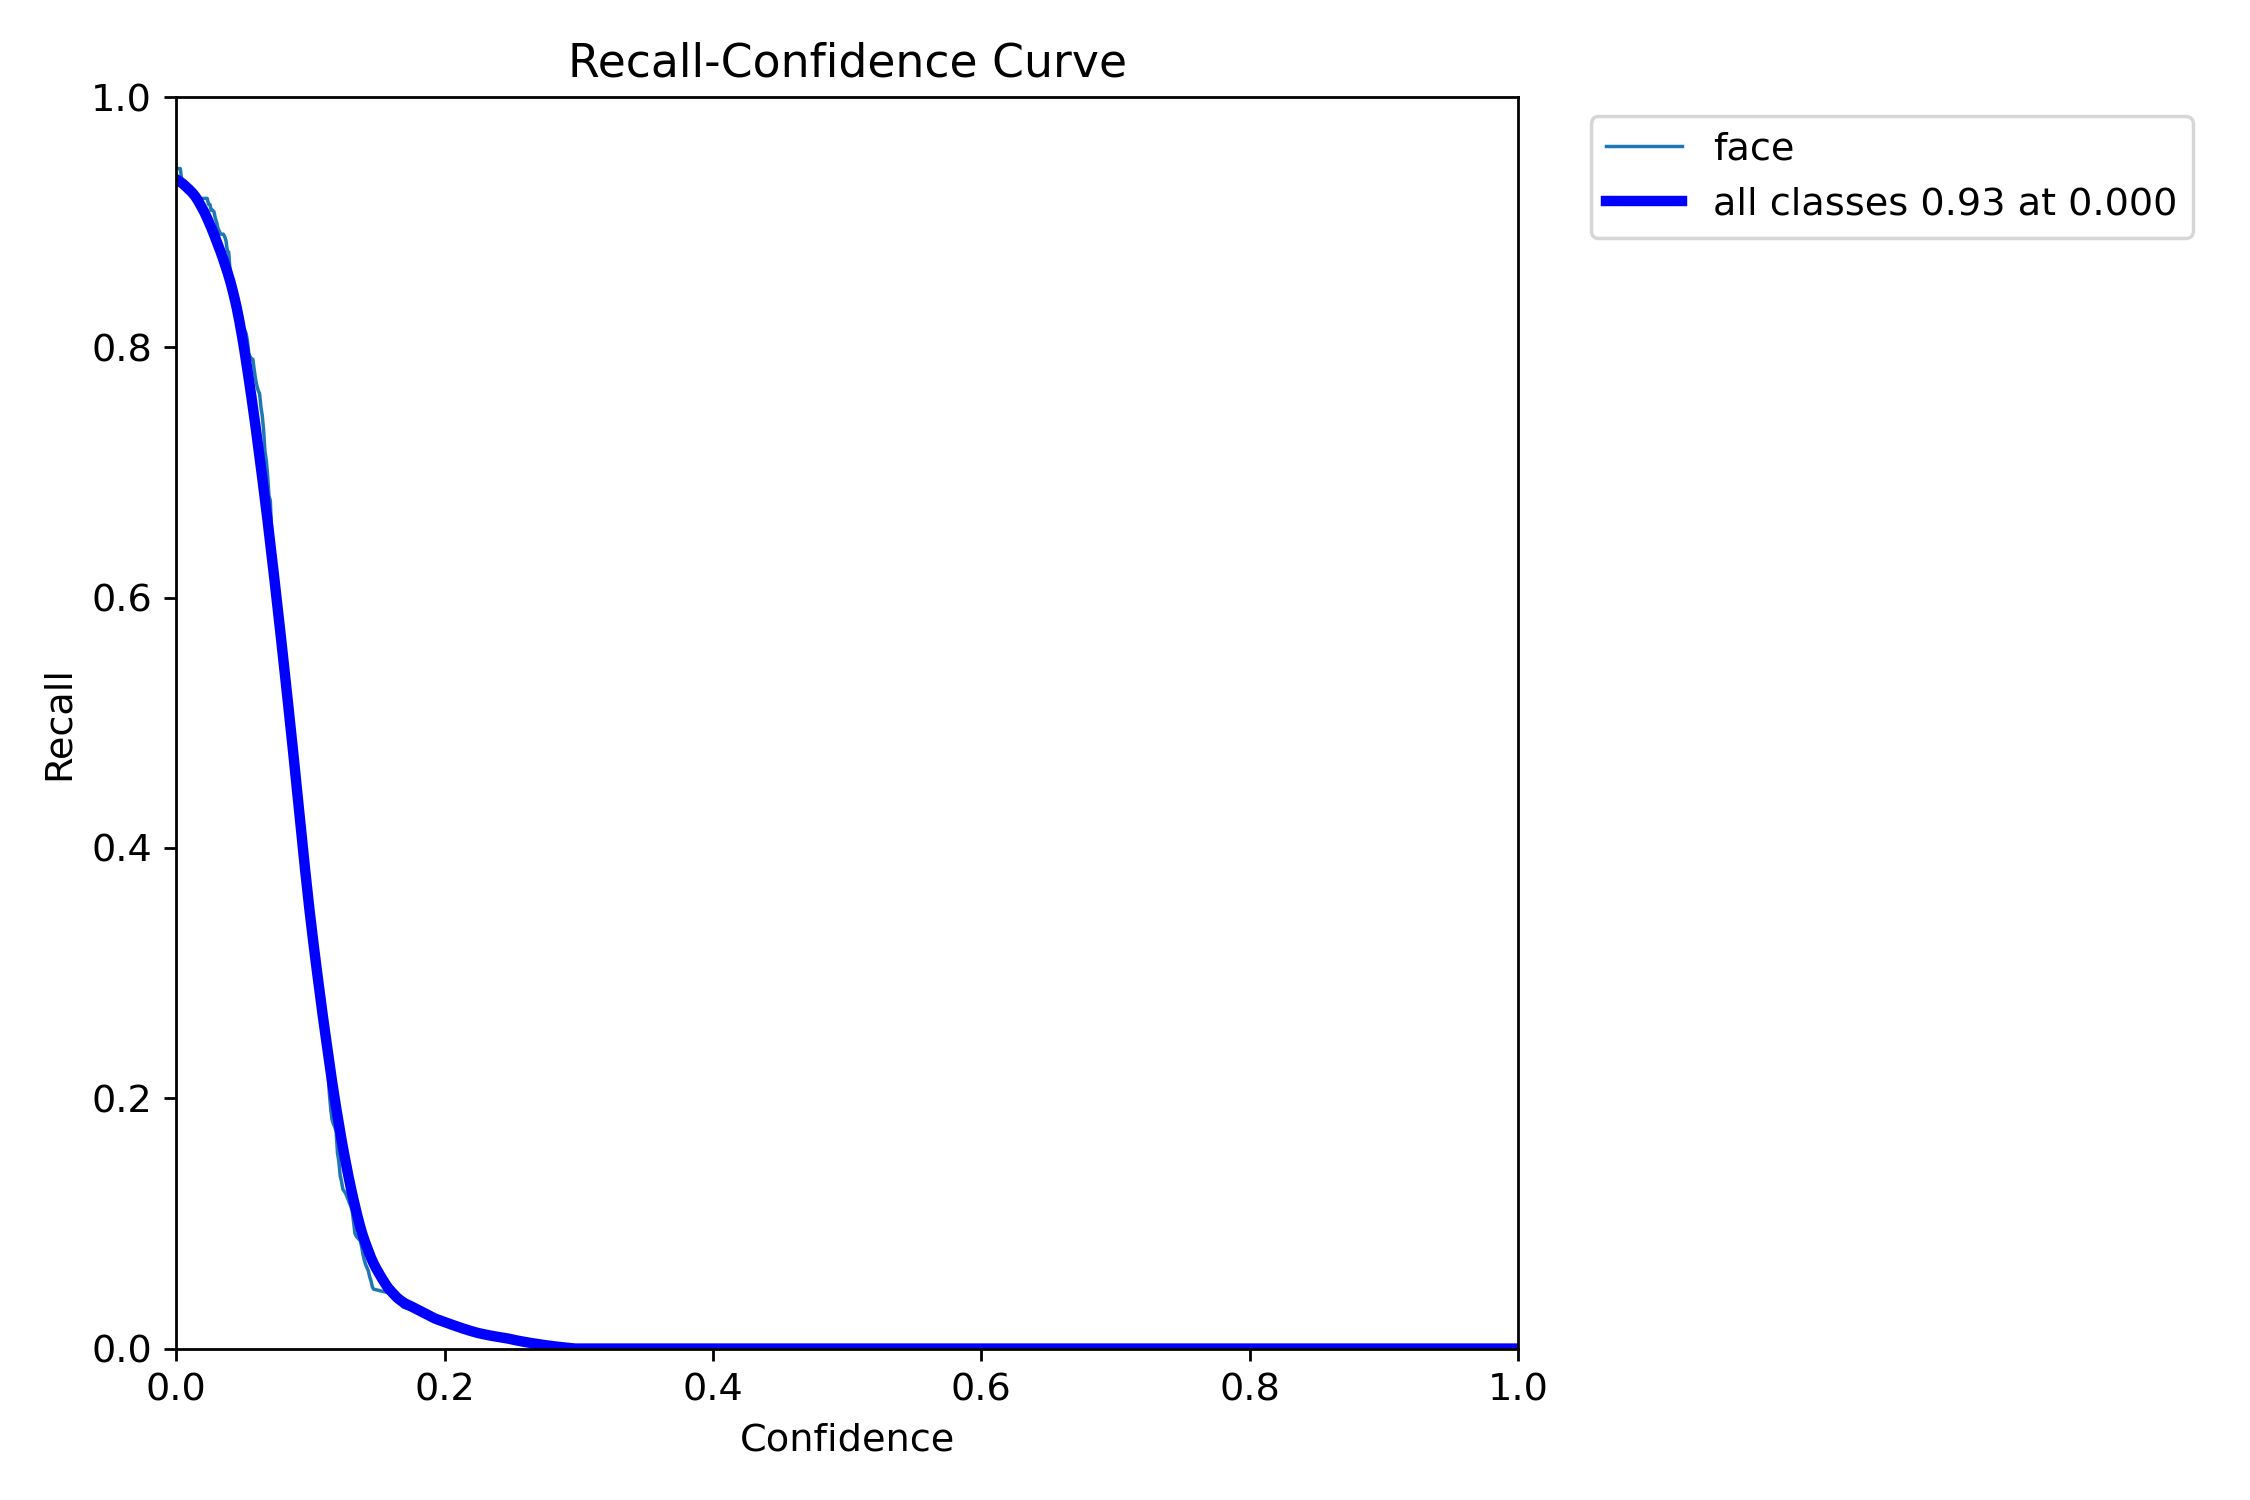 Recall-Confidence Curve
1.0
0.8
0.6
0.4
0.2
0.0
Recall
0.0 0.2 0.4 0.6 0.8 1.0
Confidence
face
all classes 0.93 at 0.000